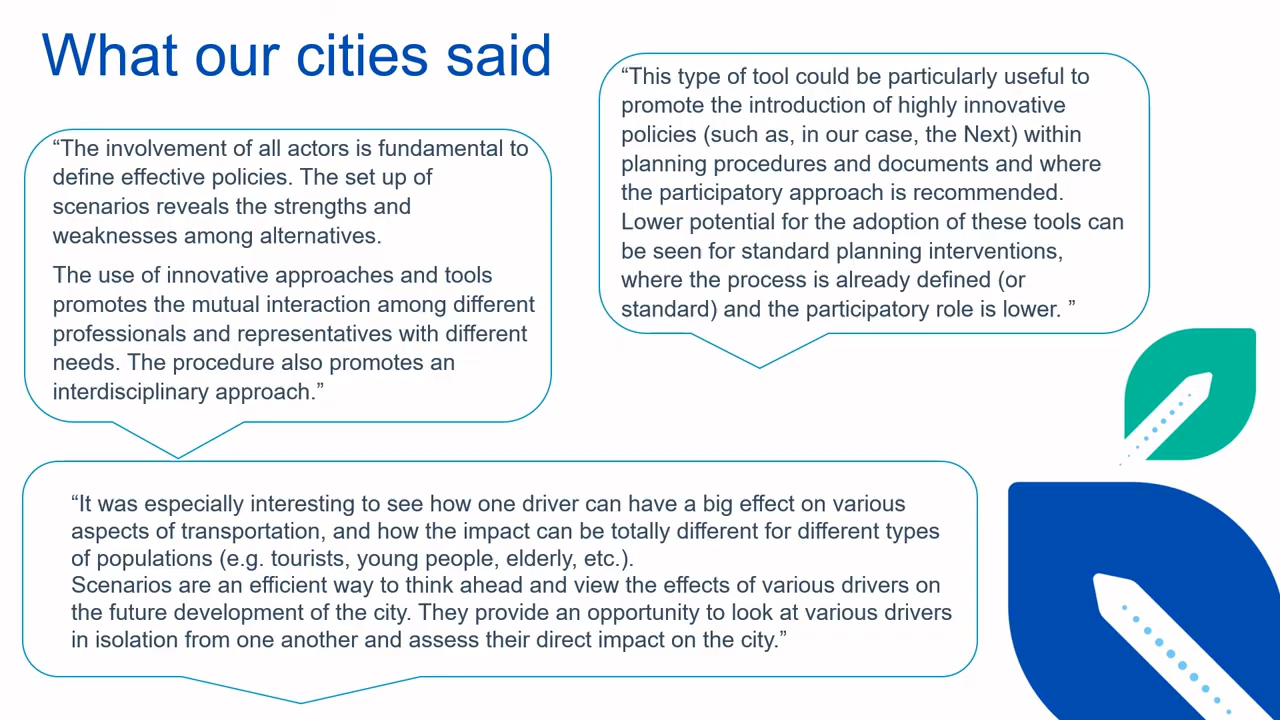 What our cities said
“The involvement of all actors is fundamental to
define effective policies. The set up of
scenarios reveals the strengths and
weaknesses among alternatives.
The use of innovative approaches and tools
promotes the mutual interaction among different
professionals and representatives with different
needs. The procedure also promotes an
interdisciplinary approach.”
“This type of tool could be particularly useful to
promote the introduction of highly innovative
policies (such as, in our case, the Next) within
planning procedures and documents and where
the participatory approach is recommended.
Lower potential for the adoption of these tools can
be seen for standard planning interventions,
where the process is already defined (or
standard) and the participatory role is lower. ”
“It was especially interesting to see how one driver can have a big effect on various
aspects of transportation, and how the impact can be totally different for different types
of populations (e.g. tourists, young people, elderly, etc.).
Scenarios are an efficient way to think ahead and view the effects of various drivers on
the future development of the city. They provide an opportunity to look at various drivers
in isolation from one another and assess their direct impact on the city.”